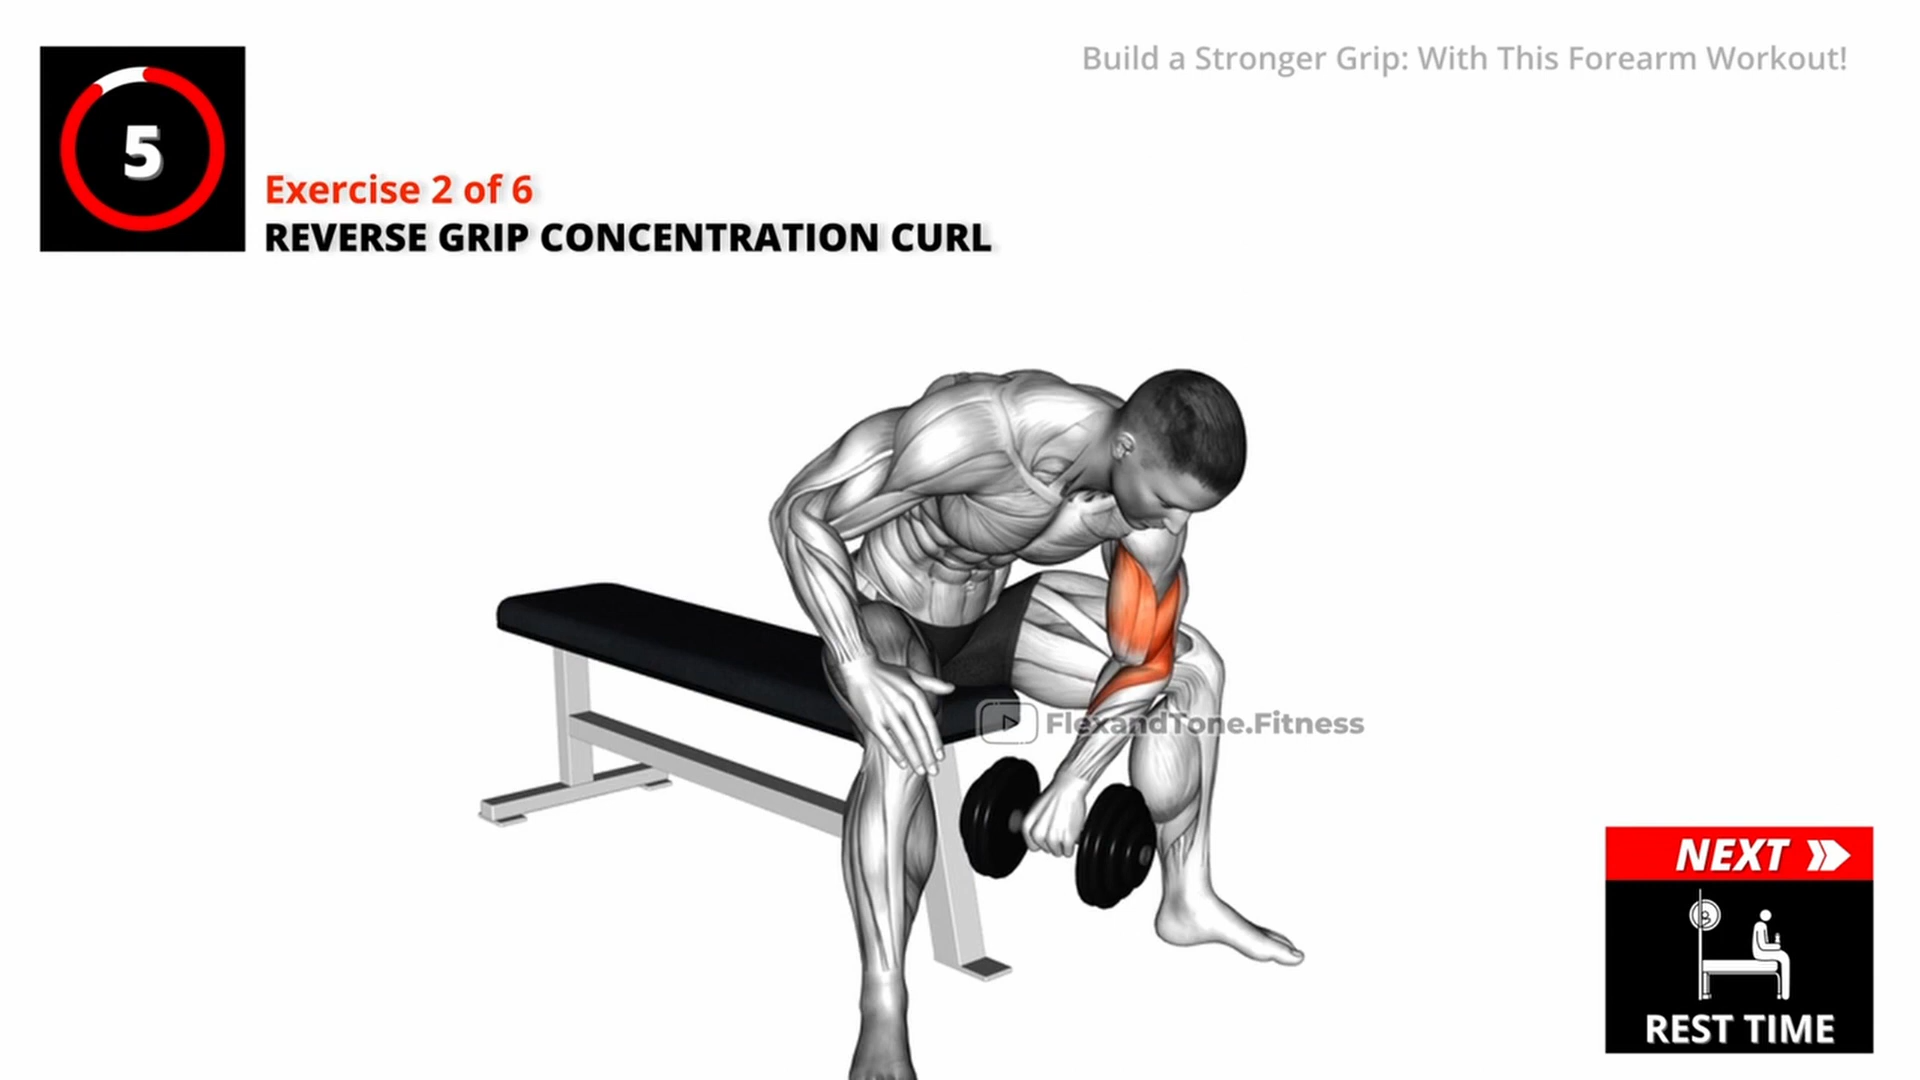 Build a Stronger Grip: With This Forearm Workout!
5
Exercise 2 of 6
REVERSE GRIP CONCENTRATION CURL
FlexandTone.Fitness
NEXT
REST TIME